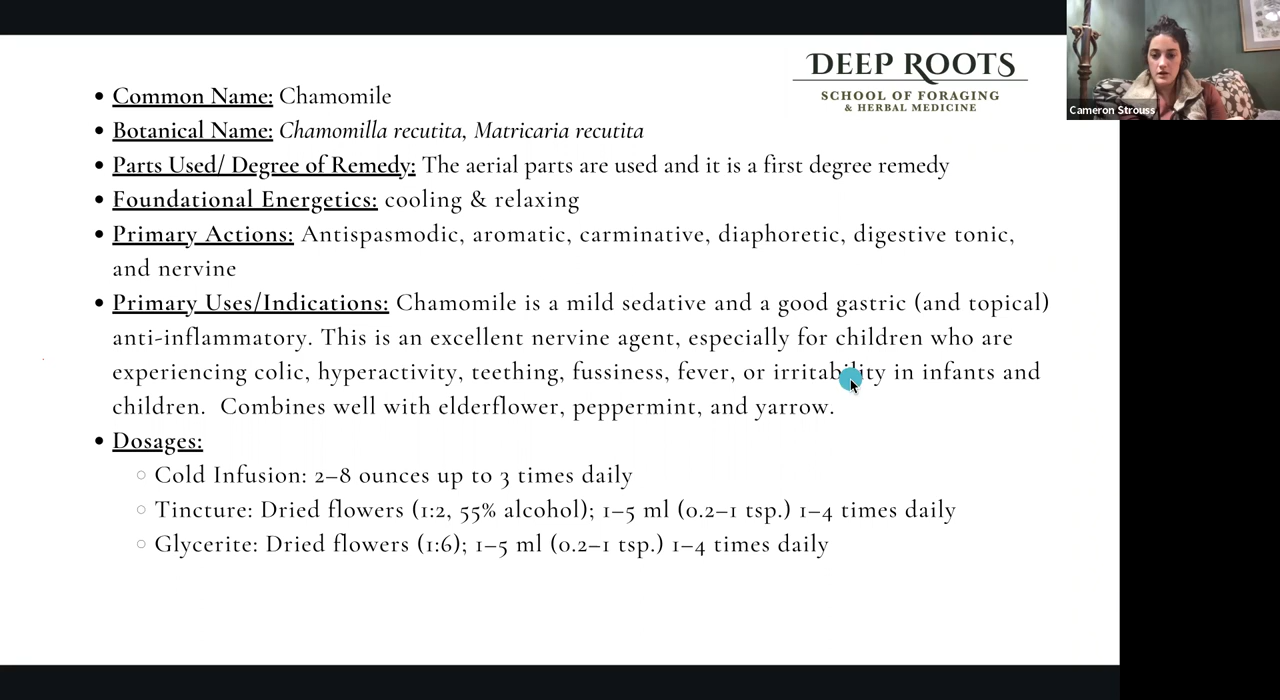 DEEP ROOTS
SCHOOL OF FORAGING
& HERBAL MEDICINE
Cameron Strouss
• Common Name: Chamomile
• Botanical Name: Chamomilla recutita, Matricaria recutita
• Parts Used/ Degree of Remedy: The aerial parts are used and it is a first degree remedy
• Foundational Energetics: cooling & relaxing
• Primary Actions: Antispasmodic, aromatic, carminative, diaphoretic, digestive tonic,
and nervine
• Primary Uses/Indications: Chamomile is a mild sedative and a good gastric (and topical)
anti-inflammatory. This is an excellent nervine agent, especially for children who are
experiencing colic, hyperactivity, teething, fussiness, fever, or irritability in infants and
children.  Combines well with elderflower, peppermint, and yarrow.
• Dosages:
○ Cold Infusion: 2–8 ounces up to 3 times daily
○ Tincture: Dried flowers (1:2, 55% alcohol); 1–5 ml (0.2–1 tsp.) 1–4 times daily
○ Glycerite: Dried flowers (1:6); 1–5 ml (0.2–1 tsp.) 1–4 times daily